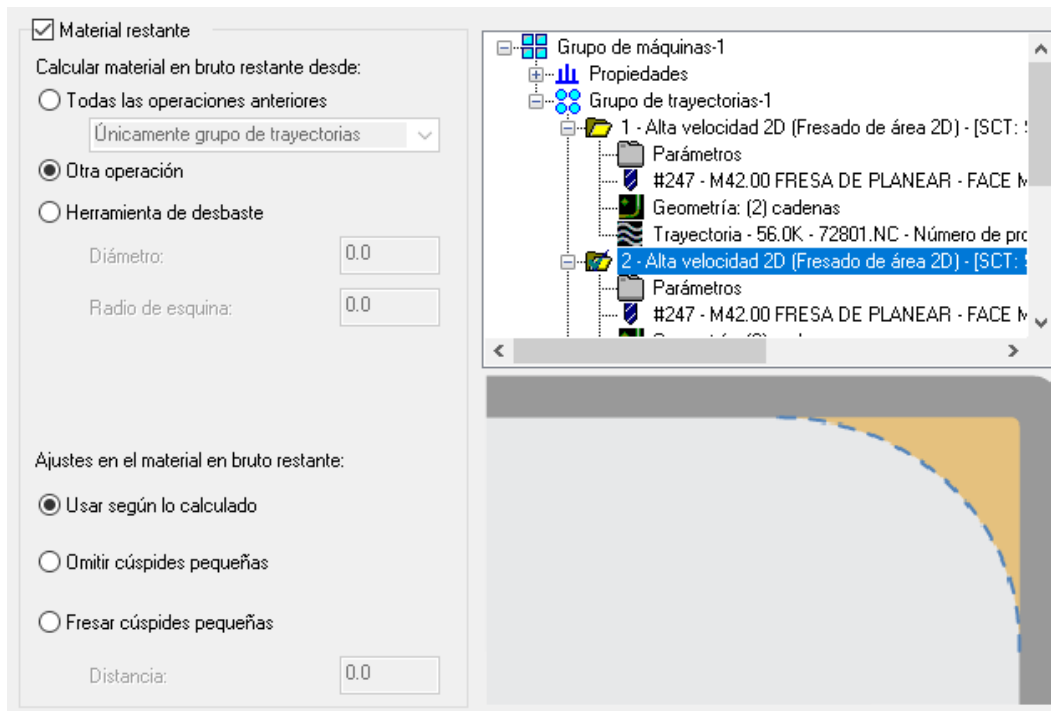 Material restante
Calcular material en bruto restante desde:
Todas las operaciones anteriores
Únicamente grupo de trayectorias
Otra operación
Herramienta de desbaste
Diámetro: 0.0
Radio de esquina: 0.0
Ajustes en el material en bruto restante:
Usar según lo calculado
Omitir cúspides pequeñas
Fresar cúspides pequeñas
Distancia: 0.0
Grupo de máquinas-1
Propiedades
Grupo de trayectorias-1
1 - Alta velocidad 2D (Fresado de área 2D) - [SCT:
Parámetros
#247 - M42.00 FRESA DE PLANEAR - FACE M
Geometría: (2) cadenas
Trayectoria - 56.0K - 72801.NC - Número de pro
2 - Alta velocidad 2D (Fresado de área 2D) - [SCT:
Parámetros
#247 - M42.00 FRESA DE PLANEAR - FACE M